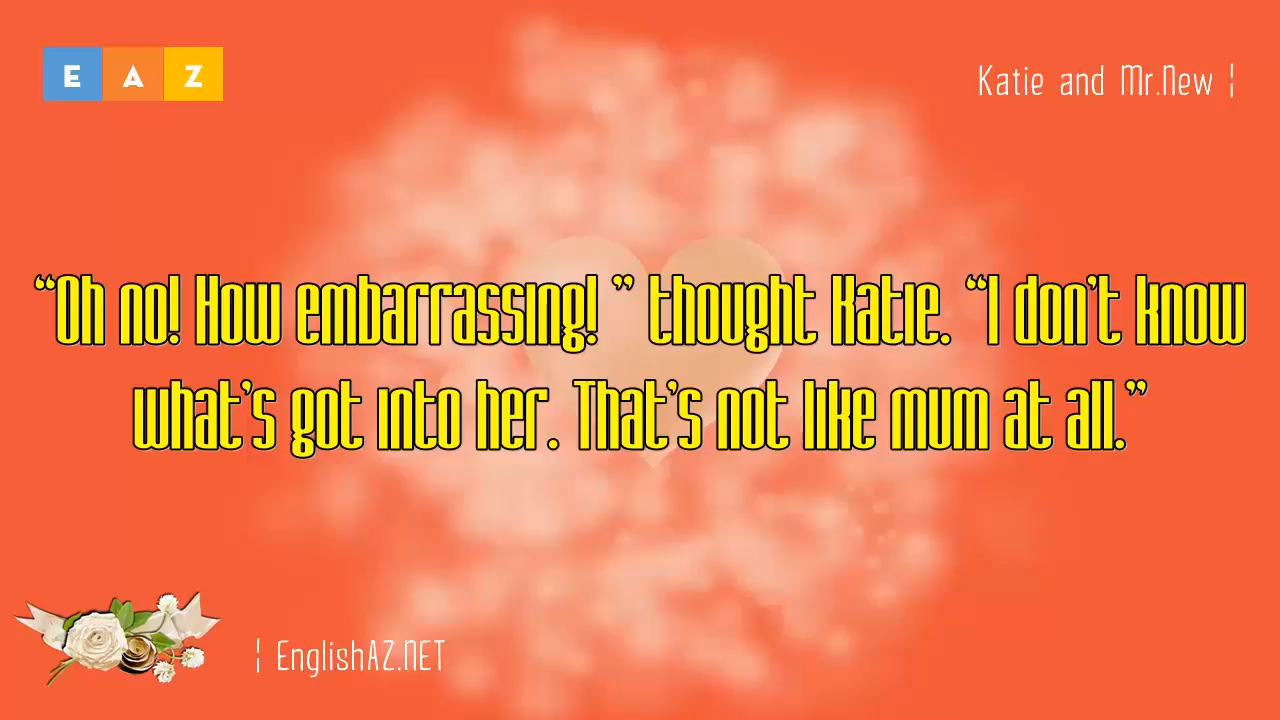 E A Z
Katie and Mr.New ¦
“Oh no! How embarrassing! ” thought Katie. “I don’t know
what’s got into her. That’s not like mum at all.”
¦ EnglishAZ.NET